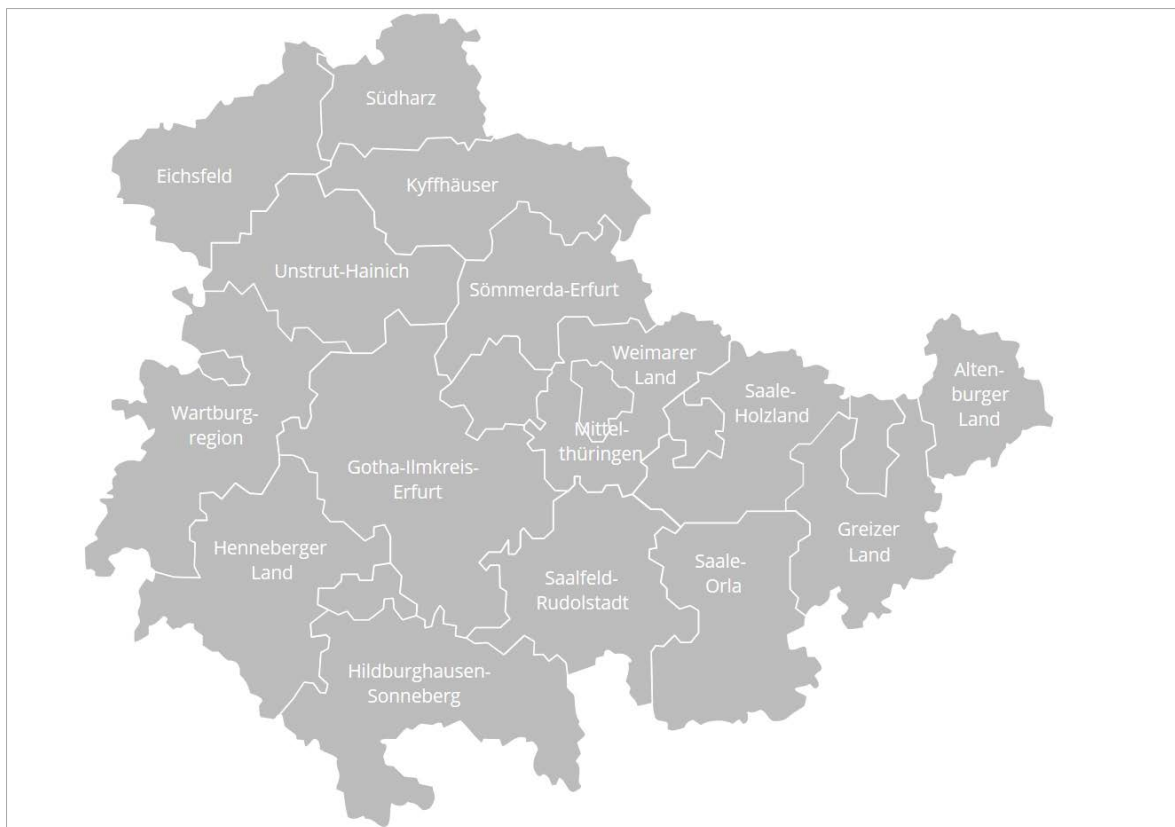 Südharz
Eichsfeld
Kyffhäuser
Unstrut-Hainich
Sömmerda-Erfurt
Weimarer
Land
Alten-
burger
Land
Saale-
Holzland
Wartburg-
region
Mittel-
thüringen
Gotha-Ilmkreis-
Erfurt
Greizer
Land
Henneberger
Land
Saalfeld-
Rudolstadt
Saale-
Orla
Hildburghausen-
Sonneberg